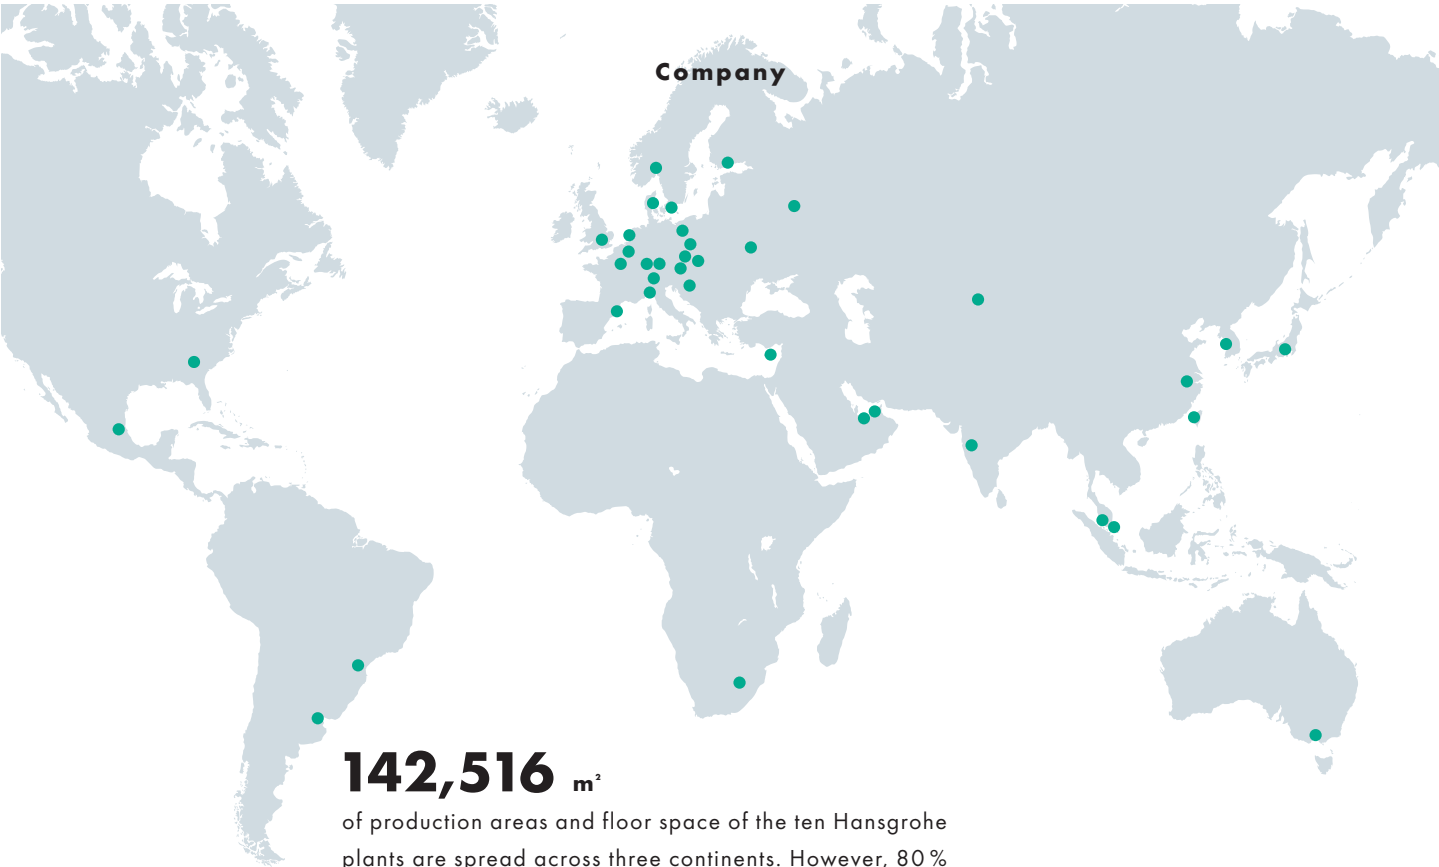 Company
142,516 m²
of production areas and floor space of the ten Hansgrohe
plants are spread across three continents. However, 80 %